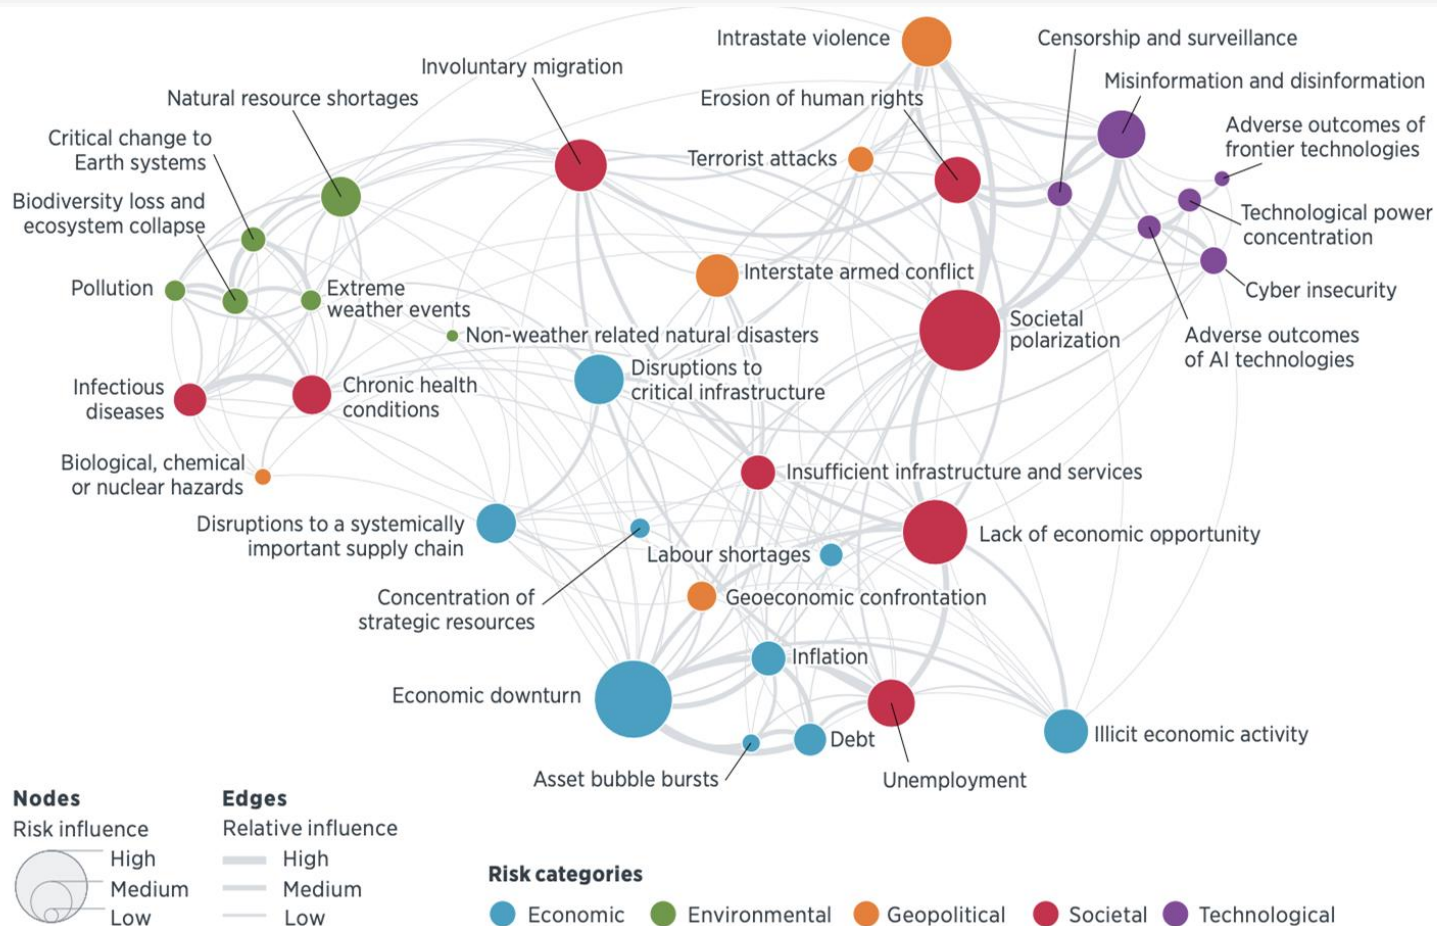 Intrastate violence
Censorship and surveillance
Involuntary migration
Misinformation and disinformation
Natural resource shortages
Erosion of human rights
Adverse outcomes of
frontier technologies
Critical change to
Earth systems
Terrorist attacks
Biodiversity loss and
ecosystem collapse
Technological power
concentration
Interstate armed conflict
Pollution
Extreme
weather events
Cyber insecurity
Non-weather related natural disasters
Societal
polarization
Adverse outcomes
of AI technologies
Disruptions to
critical infrastructure
Infectious
diseases
Chronic health
conditions
Biological, chemical
or nuclear hazards
Insufficient infrastructure and services
Disruptions to a systemically
important supply chain
Lack of economic opportunity
Labour shortages
Concentration of
strategic resources
Geoeconomic confrontation
Inflation
Economic downturn
Debt
Illicit economic activity
Asset bubble bursts
Unemployment
Nodes
Risk influence
High
Medium
Low
Edges
Relative influence
High
Medium
Low
Risk categories
Economic
Environmental
Geopolitical
Societal
Technological